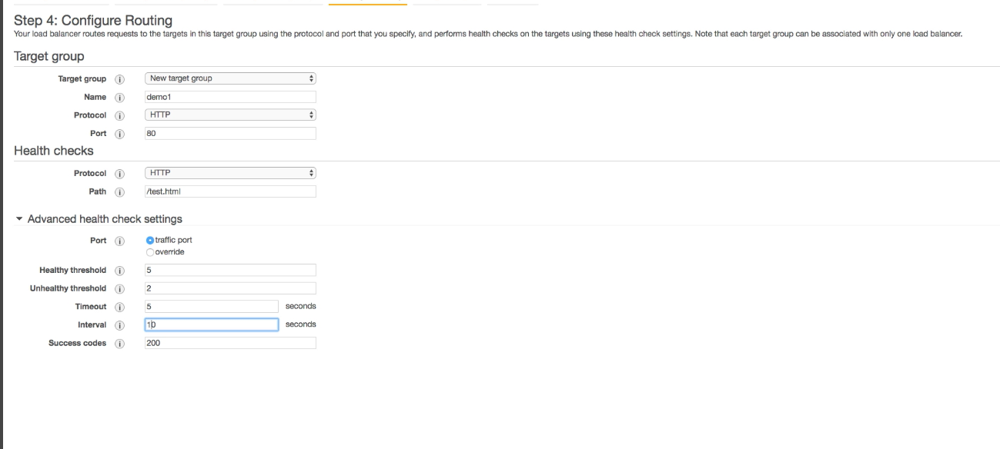 Step 4: Configure Routing
Your load balancer routes requests to the targets in this target group using the protocol and port that you specify, and performs health checks on the targets using these health check settings. Note that each target group can be associated with only one load balancer.
Target group
Target group i New target group
Name i demo1
Protocol i HTTP
Port i 80
Health checks
Protocol i HTTP
Path i /test.html
Advanced health check settings
Port i traffic port
override
Healthy threshold i 5
Unhealthy threshold i 2
Timeout i 5 seconds
Interval i 10 seconds
Success codes i 200